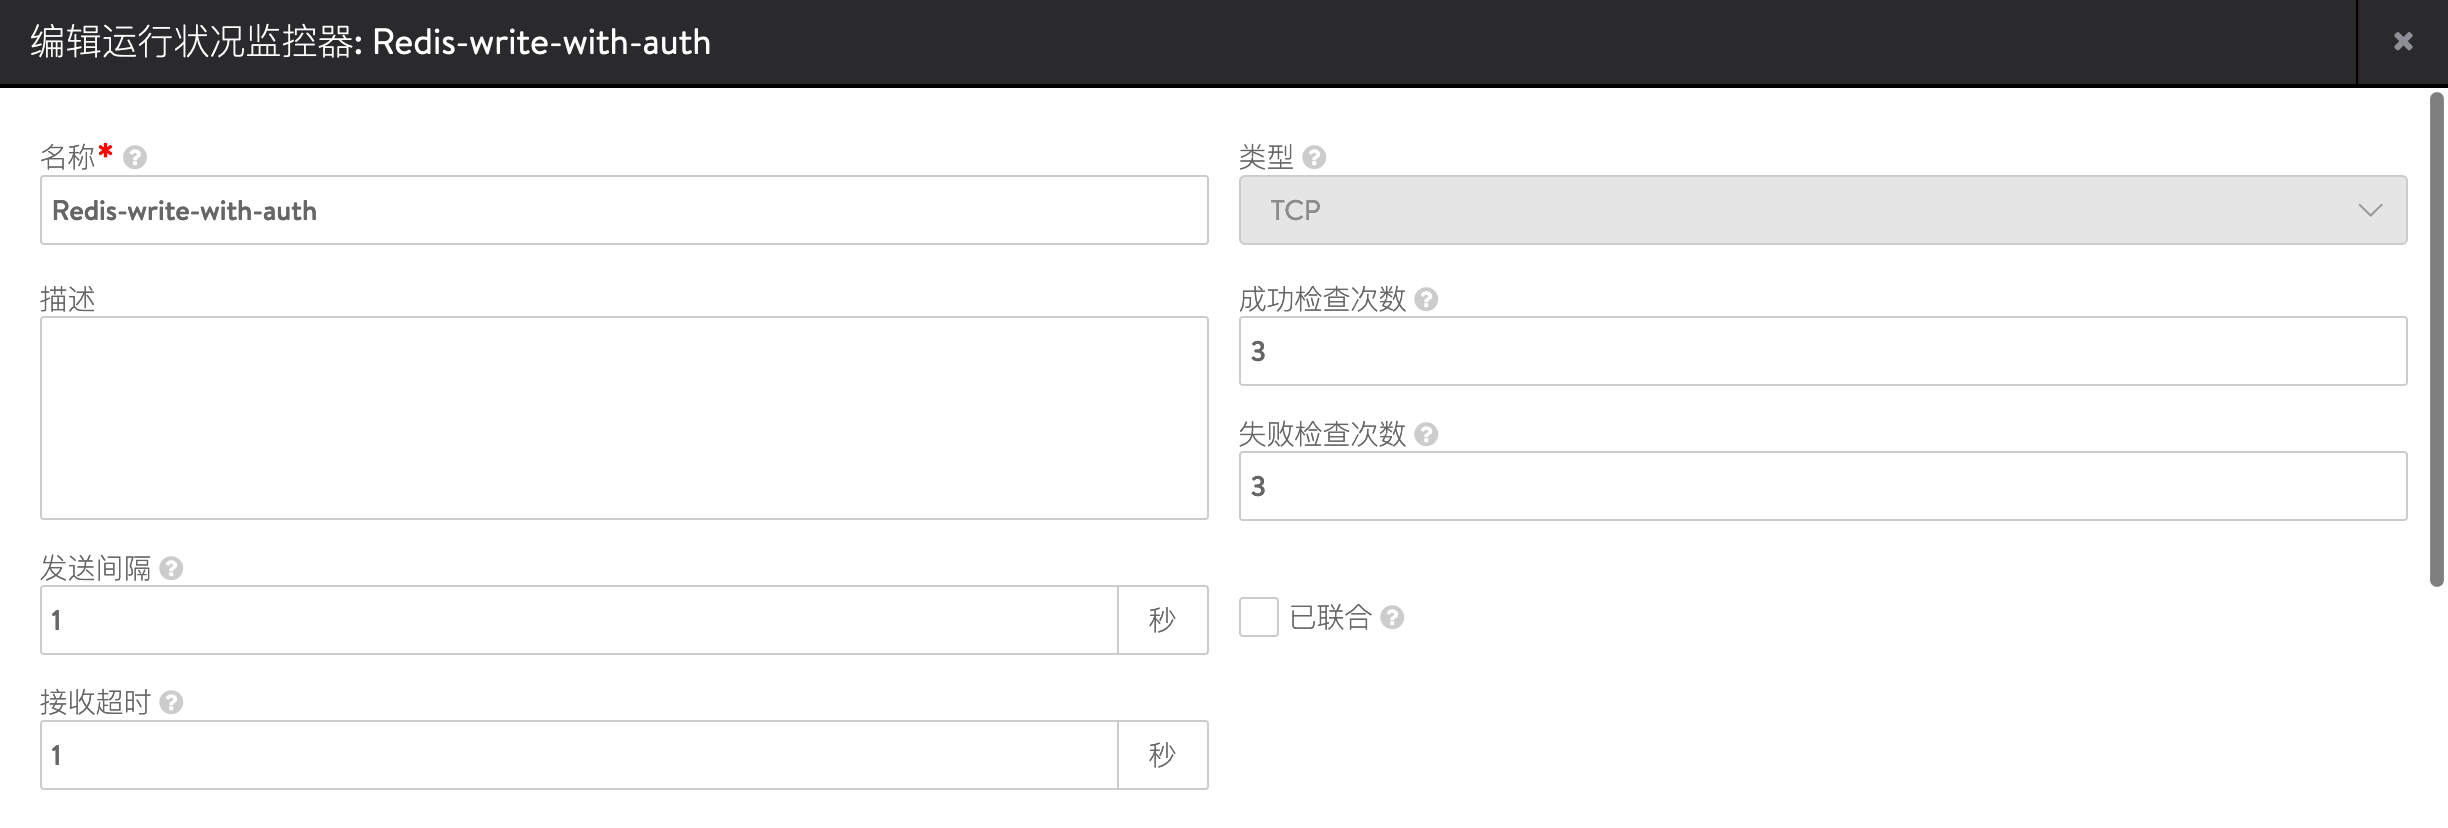 编辑运行状况监控器: Redis-write-with-auth
名称*
Redis-write-with-auth
类型
TCP
描述
成功检查次数
3
失败检查次数
3
发送间隔
1 秒
已联合
接收超时
1 秒